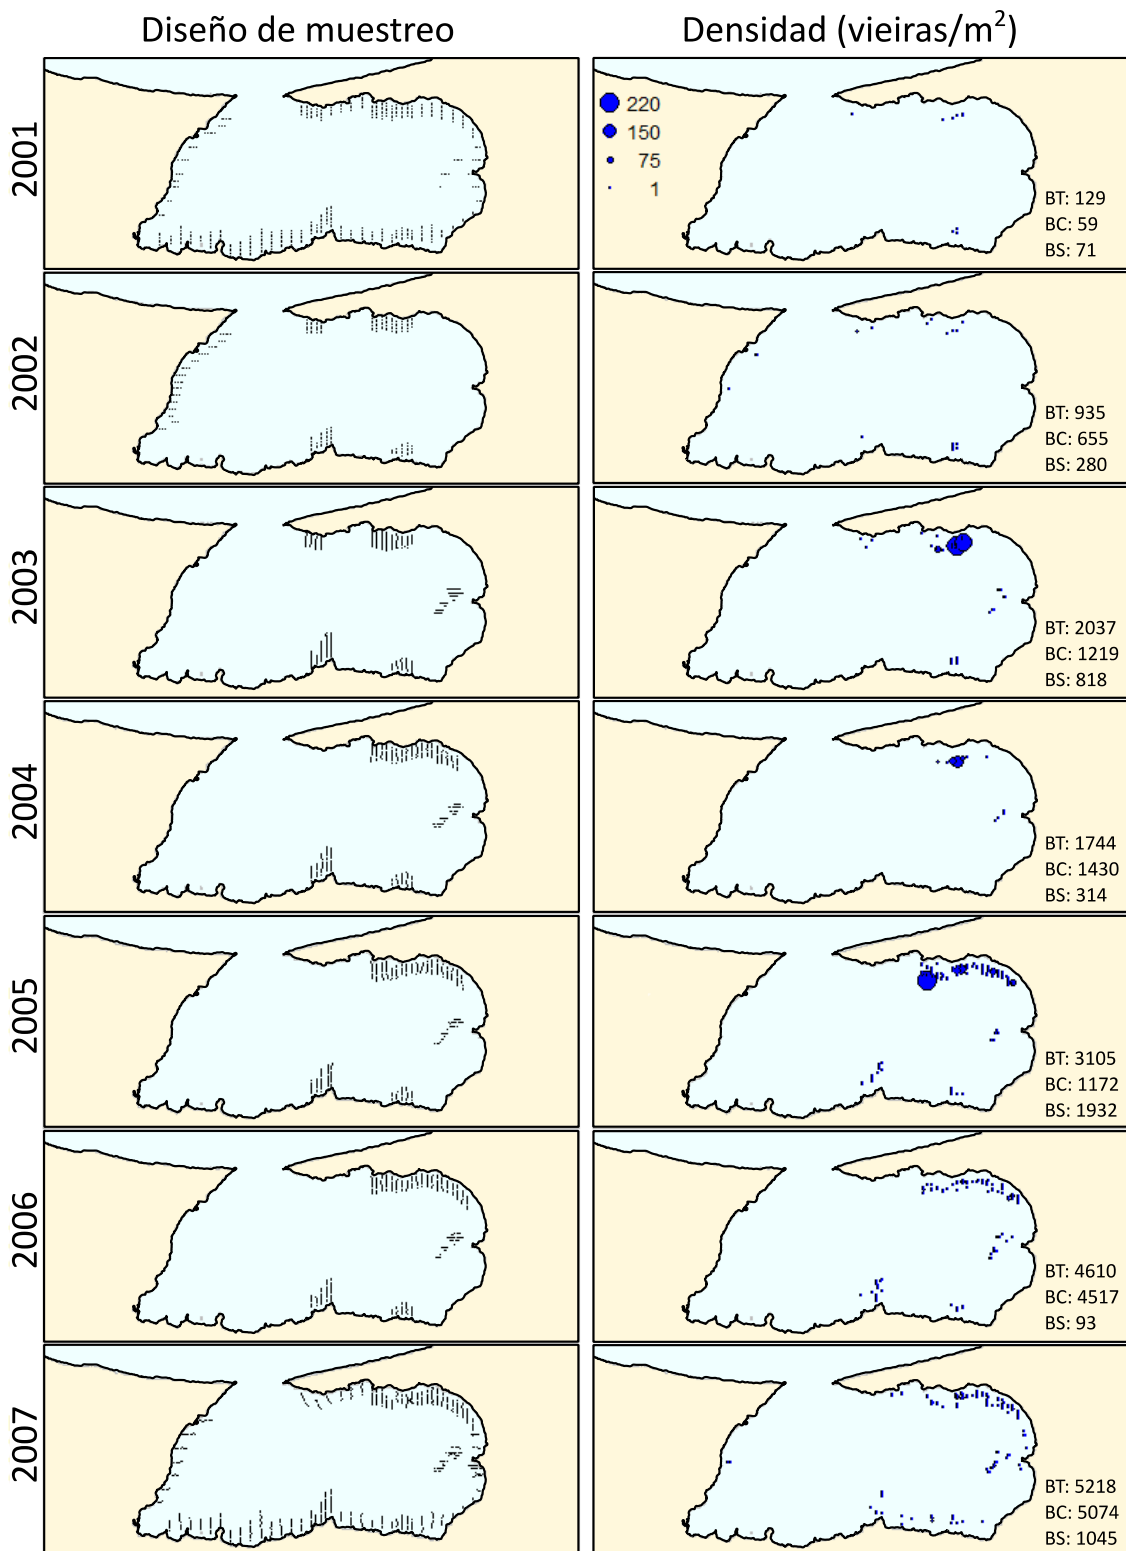 Diseño de muestreo
Densidad (vieiras/m²)
2001
220
150
75
1
BT: 129
BC: 59
BS: 71
2002
BT: 935
BC: 655
BS: 280
2003
BT: 2037
BC: 1219
BS: 818
2004
BT: 1744
BC: 1430
BS: 314
2005
BT: 3105
BC: 1172
BS: 1932
2006
BT: 4610
BC: 4517
BS: 93
2007
BT: 5218
BC: 5074
BS: 1045